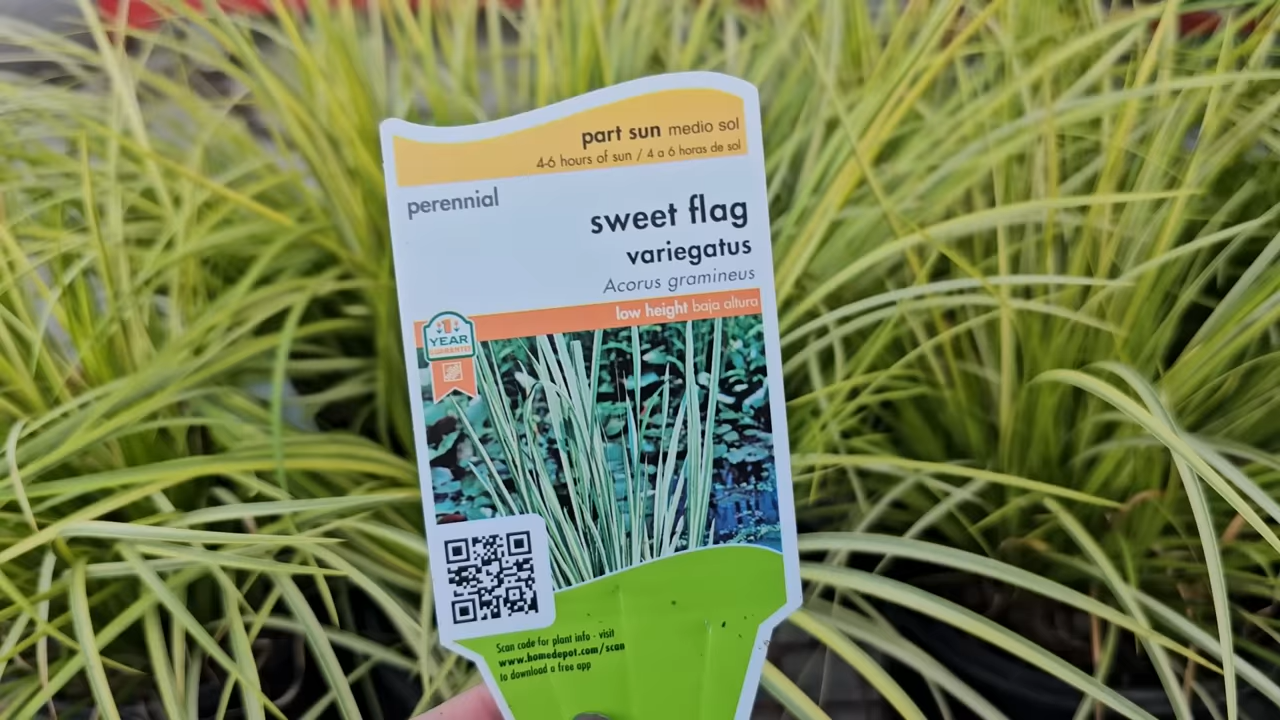 part sun medio sol
4-6 hours of sun / 4 a 6 horas de sol
perennial
sweet flag
variegatus
Acorus gramineus
low height baja altura
1
YEAR
GUARANTEE
Scan code for plant info - visit
www.homedepot.com/scan
to download a free app